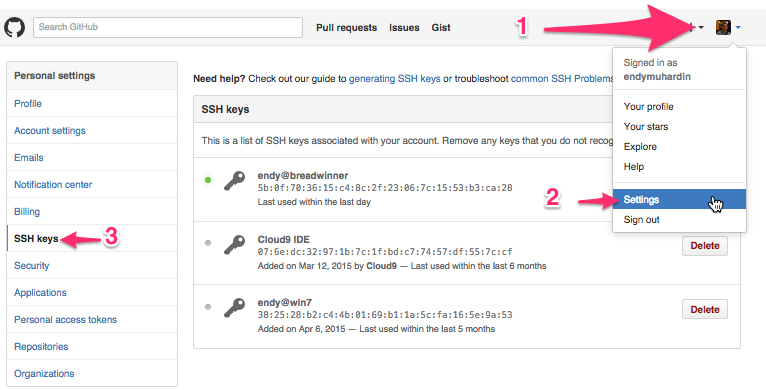 Search GitHub
Pull requests
Issues
Gist
1
Signed in as
endymuhardin
Your profile
Your stars
Explore
Help
Settings
Sign out
2
Personal settings
Profile
Account settings
Emails
Notification center
Billing
SSH keys
3
Security
Applications
Personal access tokens
Repositories
Organizations
Need help? Check out our guide to generating SSH keys or troubleshoot common SSH Problems
SSH keys
This is a list of SSH keys associated with your account. Remove any keys that you do not recog
endy@breadwinner
5b:0f:70:36:15:c4:8c:2f:23:06:7c:15:53:b3:ca:28
Last used within the last day
Cloud9 IDE
07:6e:dc:32:97:1b:7c:1f:bd:c7:74:57:df:55:7c:cf
Added on Mar 12, 2015 by Cloud9 — Last used within the last 6 months
Delete
endy@win7
38:25:28:b2:c4:4b:01:69:b1:1a:5c:fa:16:5e:9a:53
Added on Apr 6, 2015 — Last used within the last 5 months
Delete